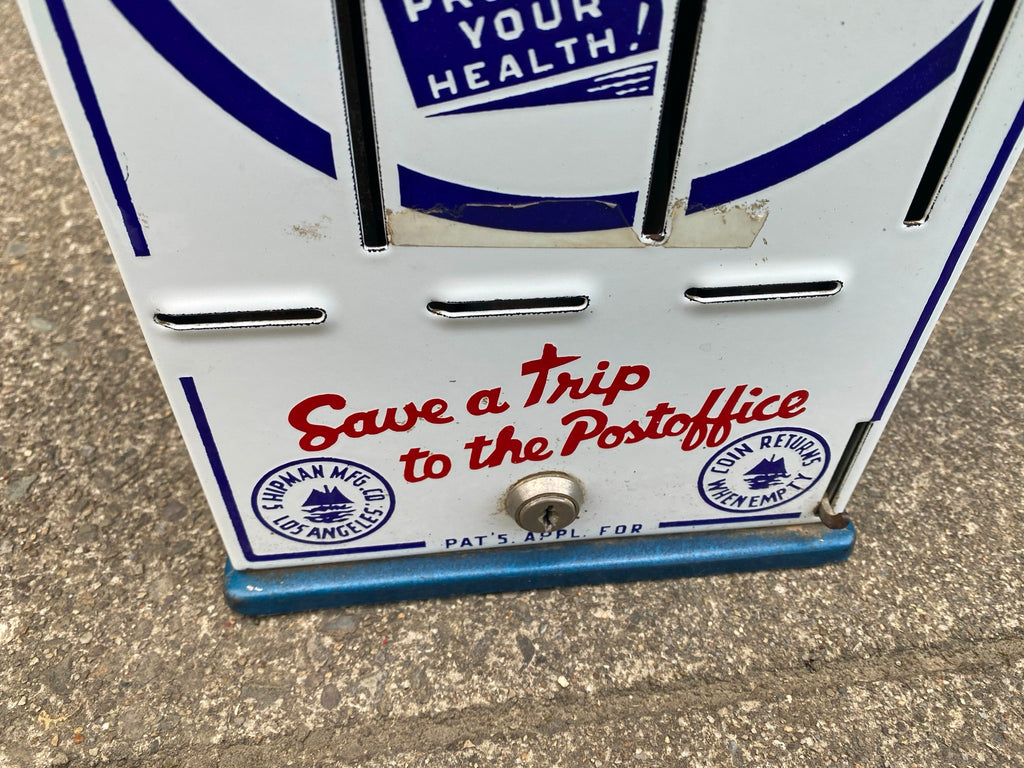 YOUR
HEALTH!
Save a Trip
to the Postoffice
SHIPMAN MFG. CO.
LOS ANGELES.
COIN RETURNS
WHEN EMPTY
PAT'S. APPL. FOR